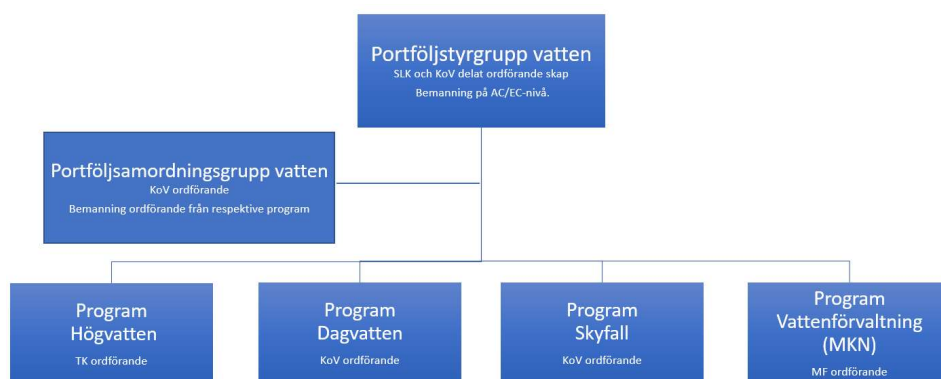 Portföljstyrgrupp vatten
SLK och KoV delat ordförande skap
Bemanning på AC/EC-nivå.
Portföljsamordningsgrupp vatten
KoV ordförande
Bemanning ordförande från respektive program
Program
Högvatten
TK ordförande
Program
Dagvatten
KoV ordförande
Program
Skyfall
KoV ordförande
Program
Vattenförvaltning
(MKN)
MF ordförande